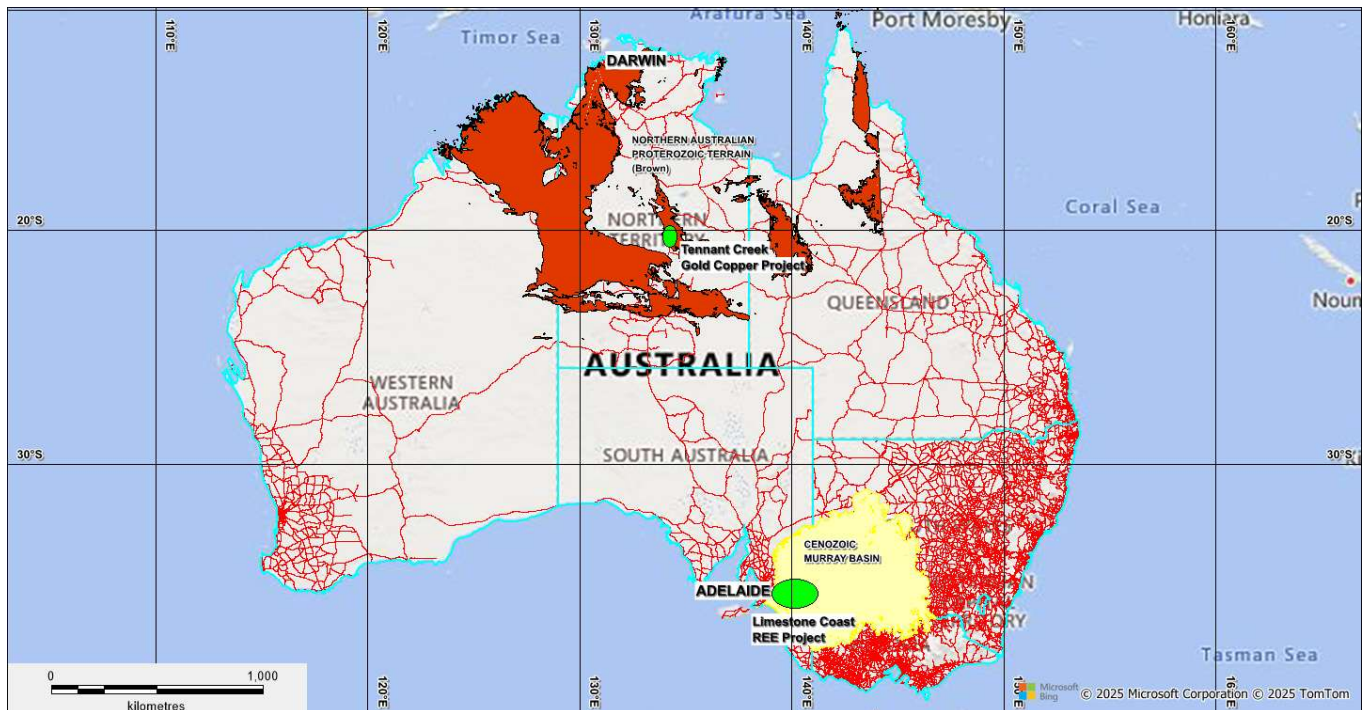 Arafura Sea
Port Moresby
Honiara
110°E
120°E
130°E
140°E
150°E
160°E
Timor Sea
DARWIN
NORTHERN AUSTRALIAN
PROTEROZOIC TERRAIN
(Brown)
20°S
20°S
Coral Sea
NORTHERN
TERRITORY
Tennant Creek
Gold Copper Project
QUEENSLAND
Noum
AUSTRALIA
WESTERN
AUSTRALIA
SOUTH AUSTRALIA
30°S
30°S
CENOZOIC
MURRAY BASIN
ADELAIDE
Limestone Coast
REE Project
Tasman Sea
0
1,000
kilometres
120°E
130°E
140°E
150°E
160°E
Microsoft
Bing
© 2025 Microsoft Corporation © 2025 TomTom